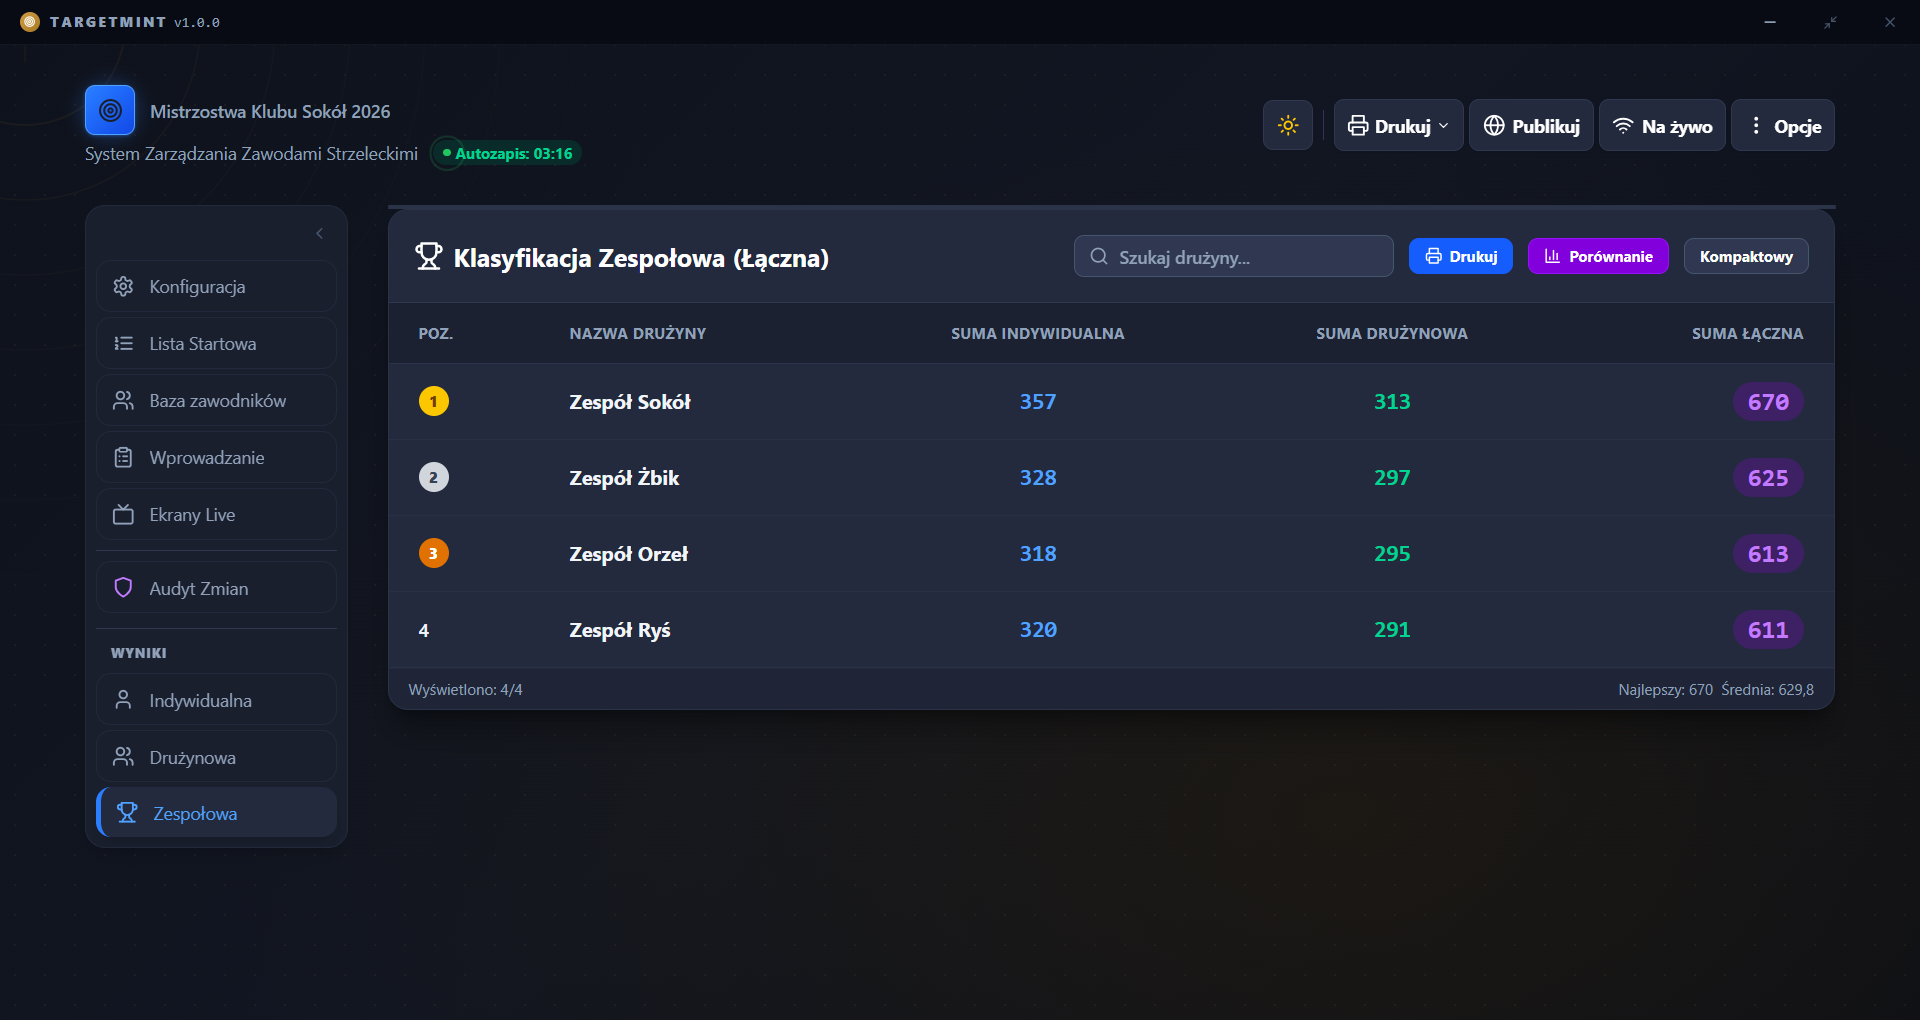 TARGETMINT v1.0.0
Mistrzostwa Klubu Sokół 2026
System Zarządzania Zawodami Strzeleckimi
Autozapis: 03:16
Drukuj
Publikuj
Na żywo
Opcje
Konfiguracja
Lista Startowa
Baza zawodników
Wprowadzanie
Ekrany Live
Audyt Zmian
WYNIKI
Indywidualna
Drużynowa
Zespołowa
Klasyfikacja Zespołowa (Łączna)
Szukaj drużyny...
Drukuj
Porównanie
Kompaktowy
POZ. NAZWA DRUŻYNY SUMA INDYWIDUALNA SUMA DRUŻYNOWA SUMA ŁĄCZNA
1 Zespół Sokół 357 313 670
2 Zespół Żbik 328 297 625
3 Zespół Orzeł 318 295 613
4 Zespół Ryś 320 291 611
Wyświetlono: 4/4
Najlepszy: 670 Średnia: 629,8